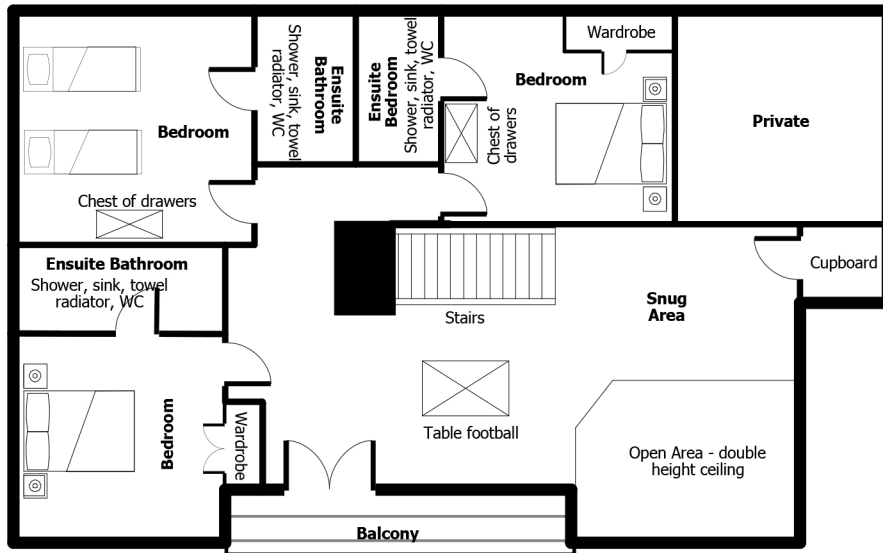 Wardrobe
Ensuite
Bathroom
Shower, sink, towel
radiator, WC
Ensuite
Bedroom
Shower, sink, towel
radiator, WC
Bedroom
Bedroom
Chest of
drawers
Private
Chest of drawers
Ensuite Bathroom
Shower, sink, towel
radiator, WC
Cupboard
Snug
Area
Stairs
Bedroom
Wardrobe
Table football
Open Area - double
height ceiling
Balcony